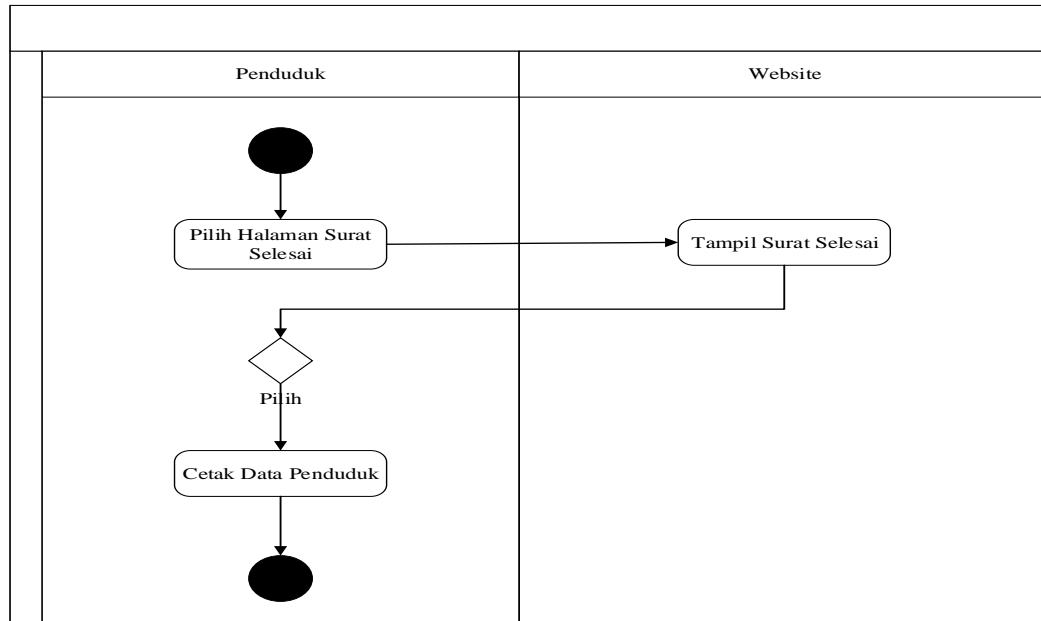 Penduduk
Website
Pilih Halaman Surat
Selesai
Tampil Surat Selesai
Pilih
Cetak Data Penduduk